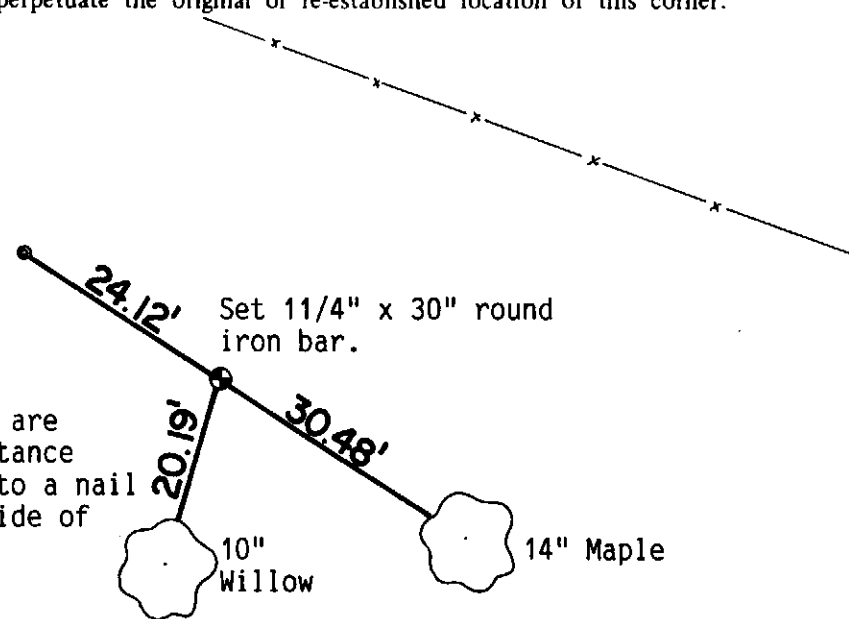 perpetuate the original or re-established location of this corner.
24.12'
Set 11/4" x 30" round
iron bar.
are
tance
to a nail
ide of
20.19'
30.48'
10"
Willow
14" Maple